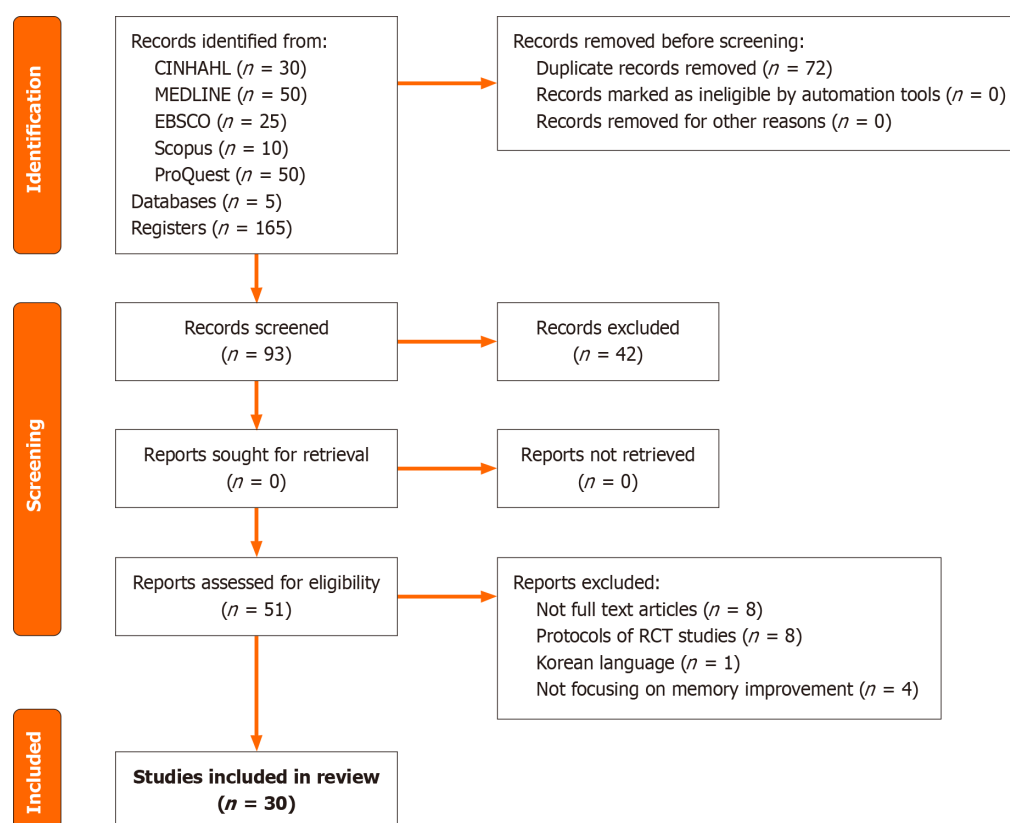 Identification
Records identified from:
CINHAHL (n = 30)
MEDLINE (n = 50)
EBSCO (n = 25)
Scopus (n = 10)
ProQuest (n = 50)
Databases (n = 5)
Registers (n = 165)
Records removed before screening:
Duplicate records removed (n = 72)
Records marked as ineligible by automation tools (n = 0)
Records removed for other reasons (n = 0)
Screening
Records screened
(n = 93)
Records excluded
(n = 42)
Reports sought for retrieval
(n = 0)
Reports not retrieved
(n = 0)
Reports assessed for eligibility
(n = 51)
Reports excluded:
Not full text articles (n = 8)
Protocols of RCT studies (n = 8)
Korean language (n = 1)
Not focusing on memory improvement (n = 4)
Included
Studies included in review
(n = 30)